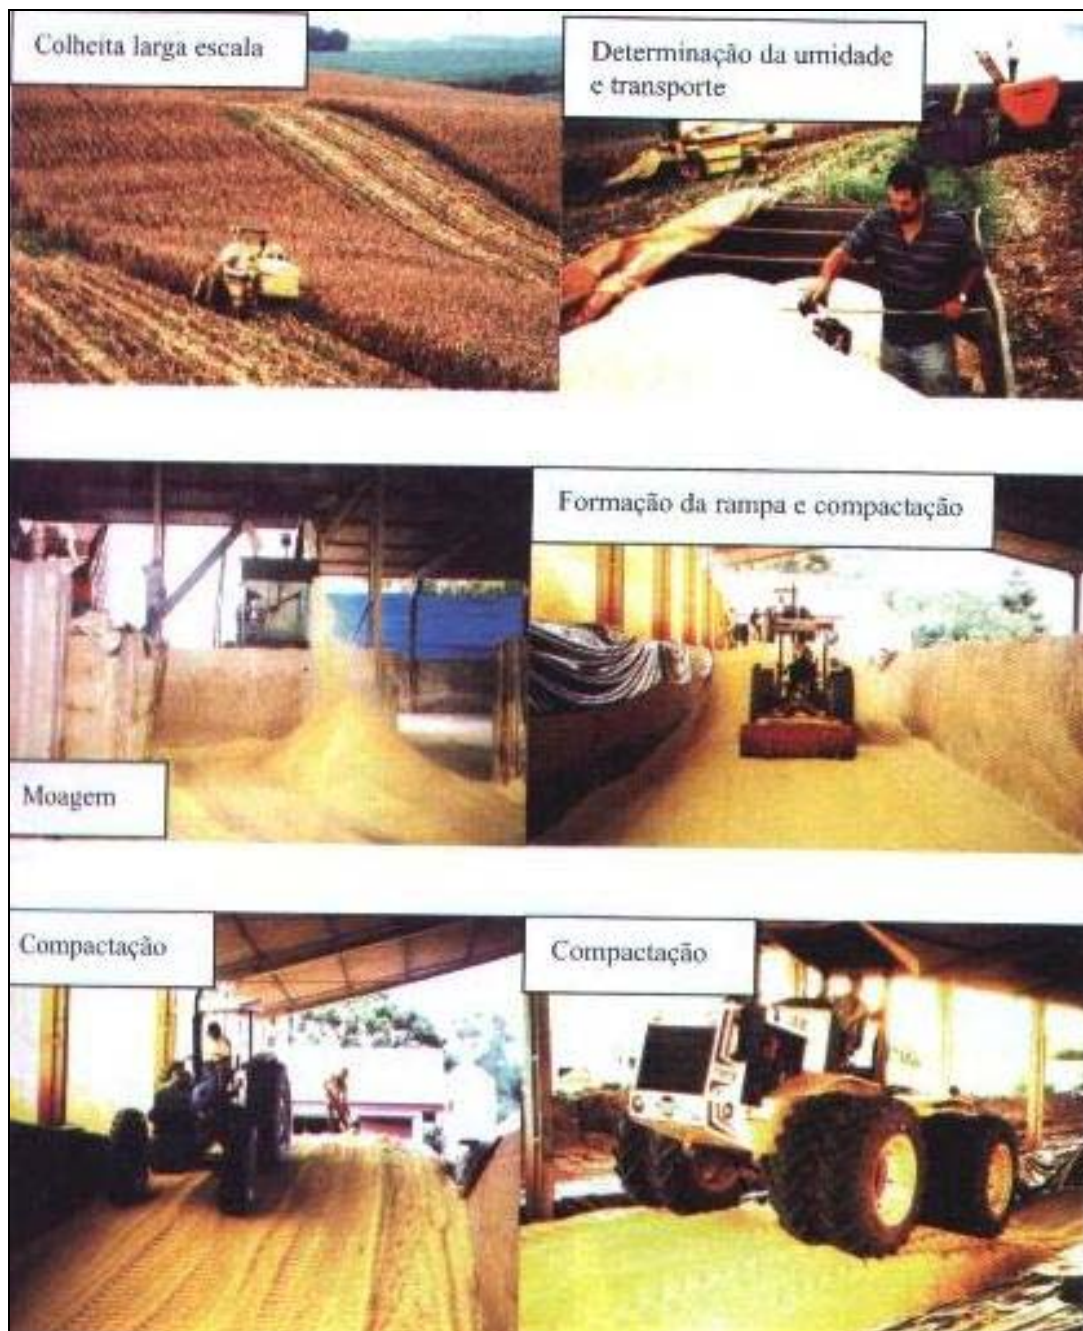 Colheita larga escala
Determinação da umidade
e transporte
Formação da rampa e compactação
Moagem
Compactação
Compactação